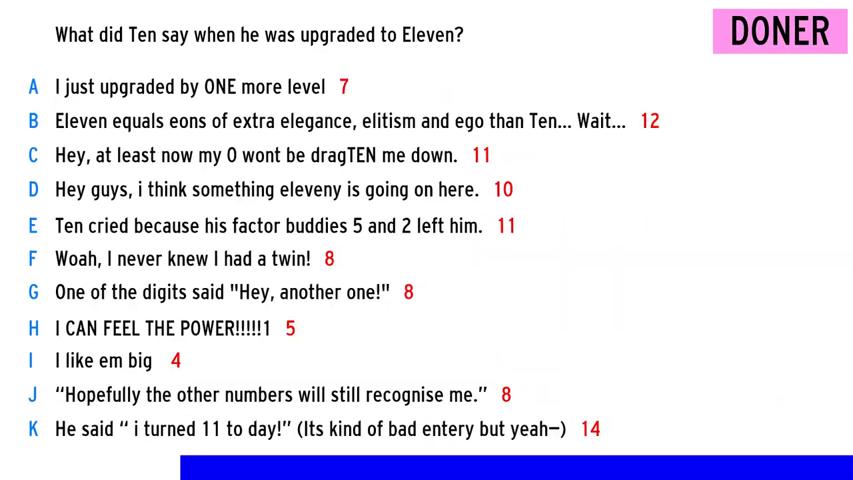 What did Ten say when he was upgraded to Eleven?
DONER
A I just upgraded by ONE more level 7
B Eleven equals eons of extra elegance, elitism and ego than Ten... Wait... 12
C Hey, at least now my 0 wont be dragTEN me down. 11
D Hey guys, i think something eleveny is going on here. 10
E Ten cried because his factor buddies 5 and 2 left him. 11
F Woah, I never knew I had a twin! 8
G One of the digits said "Hey, another one!" 8
H I CAN FEEL THE POWER!!!!!1 5
I I like em big 4
J “Hopefully the other numbers will still recognise me.” 8
K He said “ i turned 11 to day!” (Its kind of bad entery but yeah—) 14